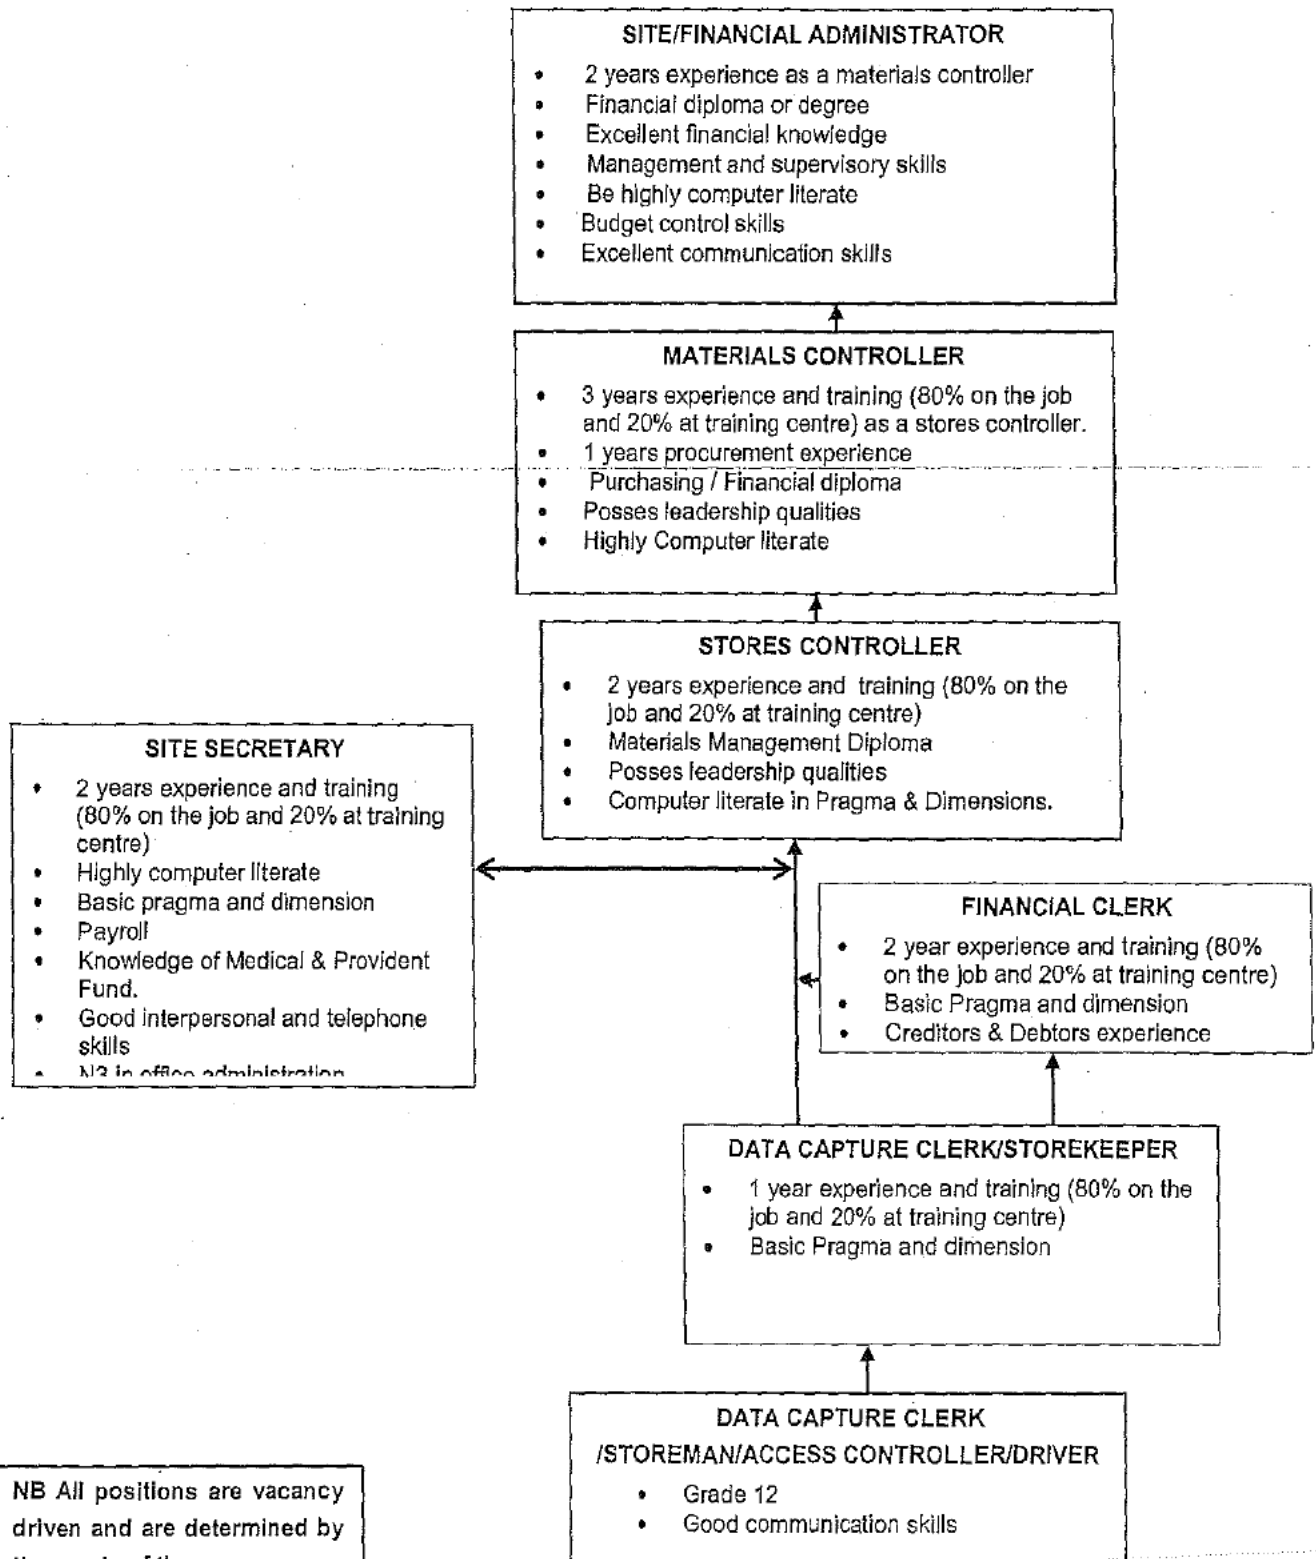 SITE/FINANCIAL ADMINISTRATOR
• 2 years experience as a materials controller
• Financial diploma or degree
• Excellent financial knowledge
• Management and supervisory skills
• Be highly computer literate
• Budget control skills
• Excellent communication skills
MATERIALS CONTROLLER
• 3 years experience and training (80% on the job
and 20% at training centre) as a stores controller.
• 1 years procurement experience
• Purchasing / Financial diploma
• Posses leadership qualities
• Highly Computer literate
STORES CONTROLLER
• 2 years experience and training (80% on the
job and 20% at training centre)
• Materials Management Diploma
• Posses leadership qualities
• Computer literate in Pragma & Dimensions.
SITE SECRETARY
• 2 years experience and training
(80% on the job and 20% at training
centre)
• Highly computer literate
• Basic pragma and dimension
• Payroll
• Knowledge of Medical & Provident
Fund.
• Good interpersonal and telephone
skills
• N3 in office administration
FINANCIAL CLERK
• 2 year experience and training (80%
on the job and 20% at training centre)
• Basic Pragma and dimension
• Creditors & Debtors experience
DATA CAPTURE CLERK/STOREKEEPER
• 1 year experience and training (80% on the
job and 20% at training centre)
• Basic Pragma and dimension
DATA CAPTURE CLERK
/STOREMAN/ACCESS CONTROLLER/DRIVER
• Grade 12
• Good communication skills
NB All positions are vacancy
driven and are determined by